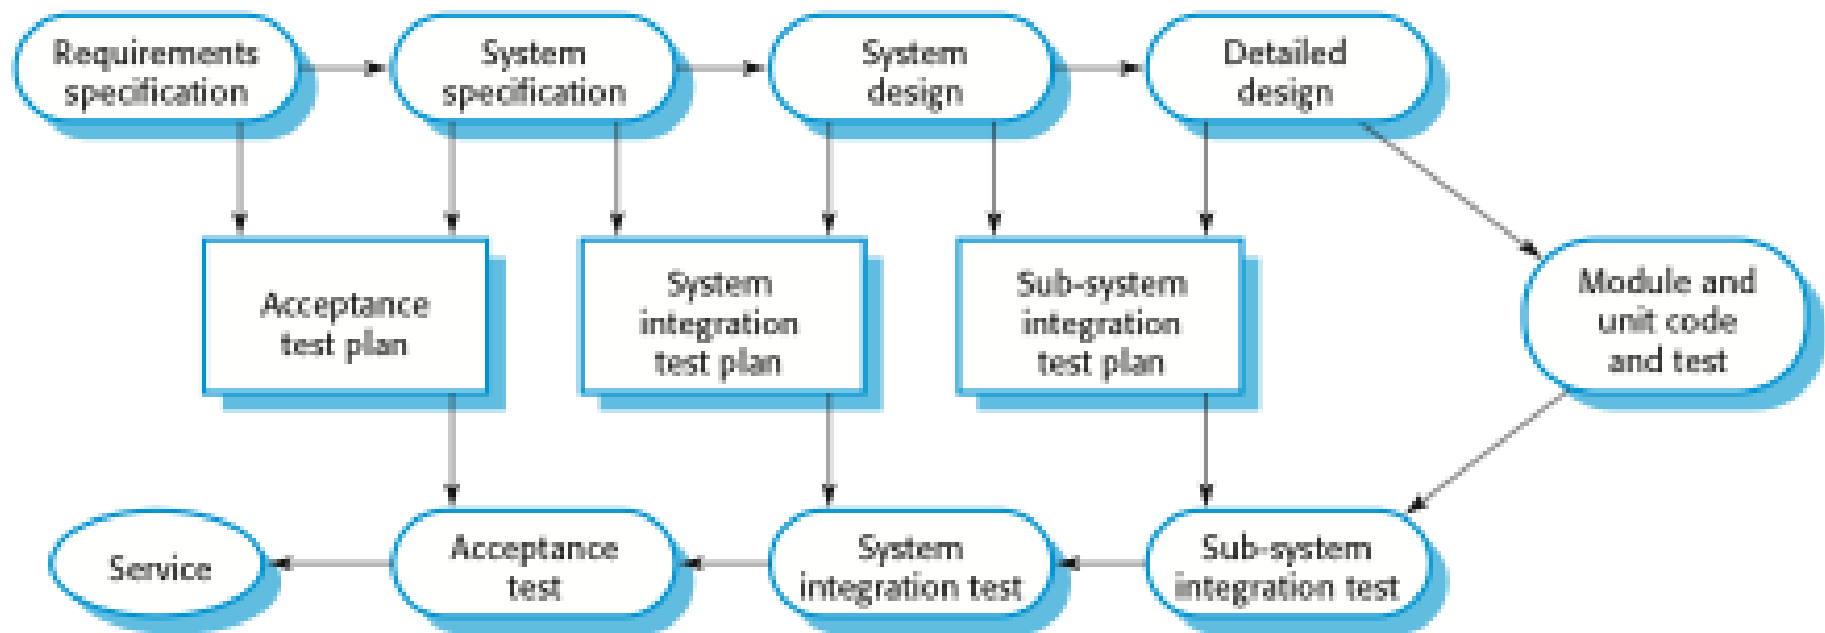 Requirements
specification
System
specification
System
design
Detailed
design
Acceptance
test plan
System
integration
test plan
Sub-system
integration
test plan
Module and
unit code
and test
Service
Acceptance
test
System
integration test
Sub-system
integration test